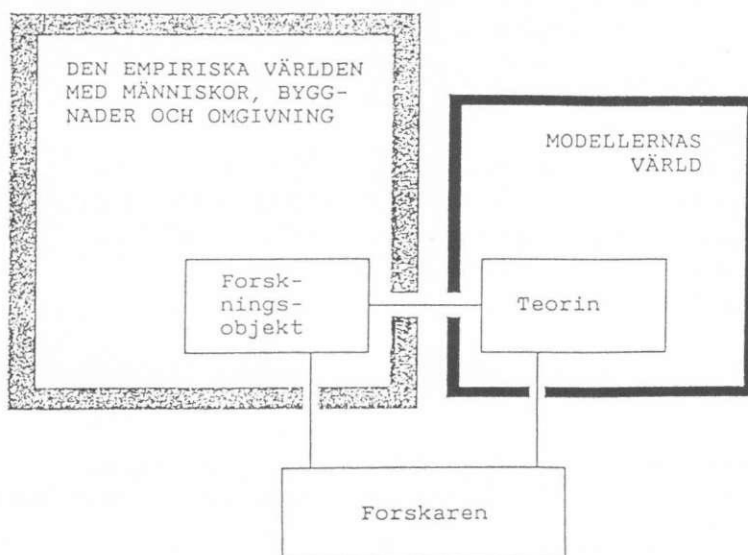 DEN EMPIRISKA VÄRLDEN
MED MÄNNISKOR, BYGG-
NADER OCH OMGIVNING
MODELLERNAS
VÄRLD
Forsk-
nings-
objekt
Teorin
Forskaren